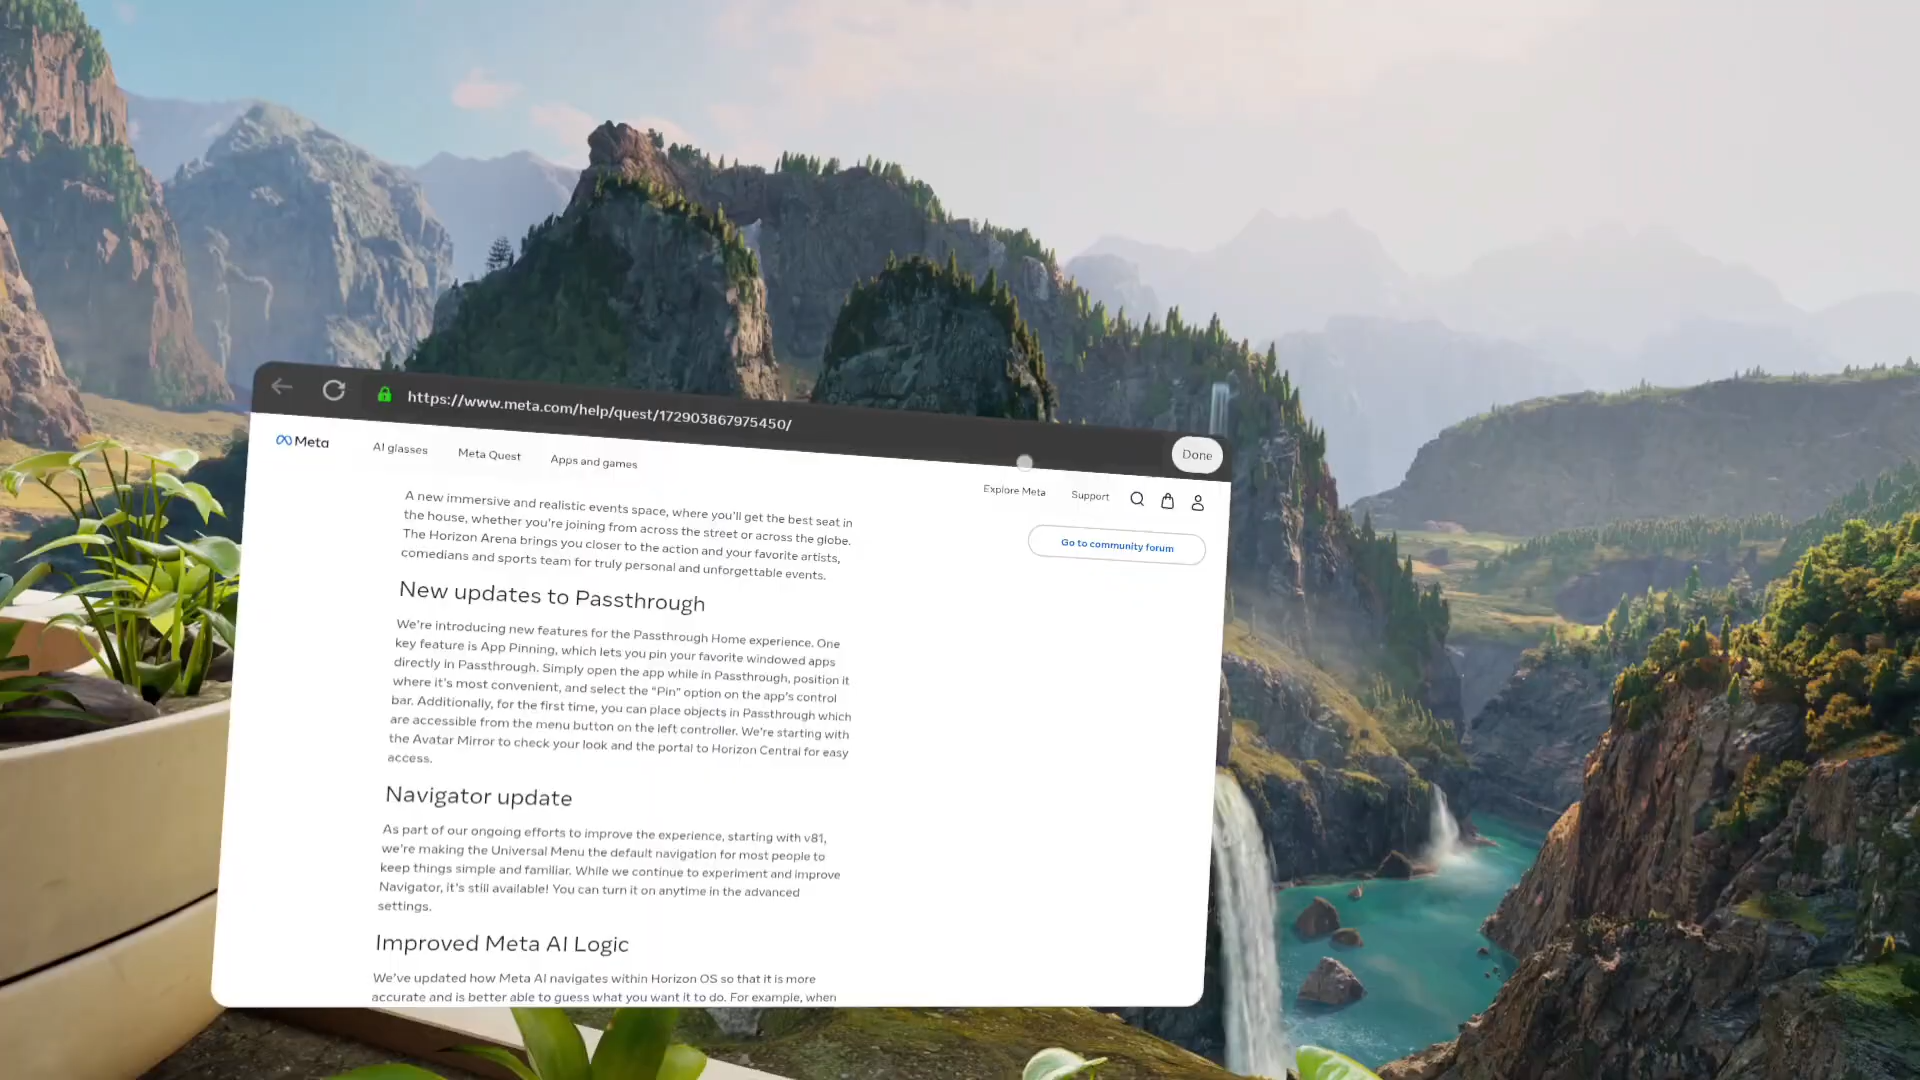 https://www.meta.com/help/quest/172903867975450/
Done
Meta
AI glasses
Meta Quest
Apps and games
Explore Meta
Support
Go to community forum
A new immersive and realistic events space, where you'll get the best seat in
the house, whether you're joining from across the street or across the globe.
The Horizon Arena brings you closer to the action and your favorite artists,
comedians and sports team for truly personal and unforgettable events.
New updates to Passthrough
We're introducing new features for the Passthrough Home experience. One
key feature is App Pinning, which lets you pin your favorite windowed apps
directly in Passthrough. Simply open the app while in Passthrough, position it
where it's most convenient, and select the “Pin” option on the app's control
bar. Additionally, for the first time, you can place objects in Passthrough which
are accessible from the menu button on the left controller. We're starting with
the Avatar Mirror to check your look and the portal to Horizon Central for easy
access.
Navigator update
As part of our ongoing efforts to improve the experience, starting with v81,
we're making the Universal Menu the default navigation for most people to
keep things simple and familiar. While we continue to experiment and improve
Navigator, it's still available! You can turn it on anytime in the advanced
settings.
Improved Meta AI Logic
We've updated how Meta AI navigates within Horizon OS so that it is more
accurate and is better able to guess what you want it to do. For example, when